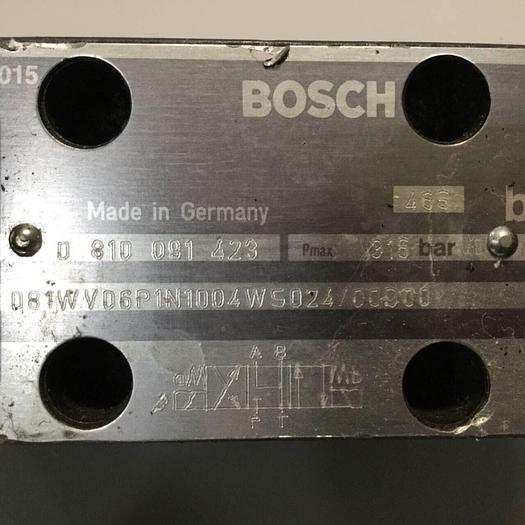 015
BOSCH
466
b
Made in Germany
0 810 091 423 Pmax 315 bar
081WV06P1N1004WS024/00D00
A B
a b
P T